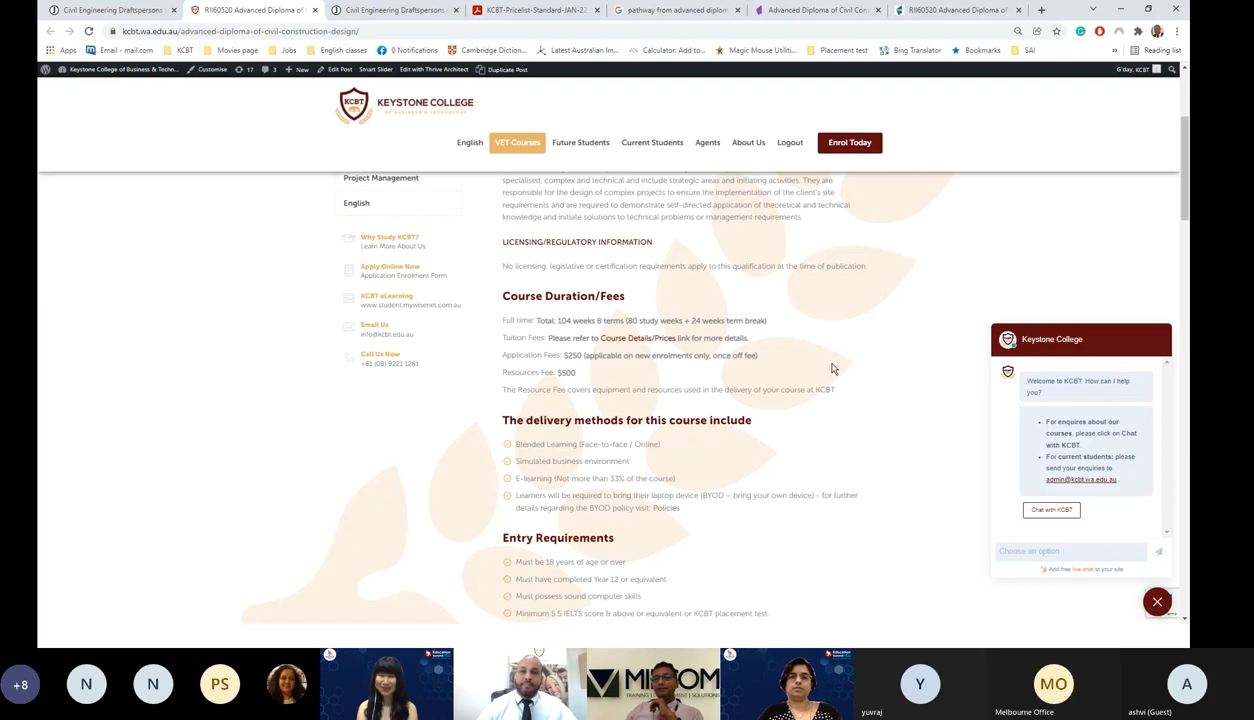 Civil Engineering Draftspersons
RII60520 Advanced Diploma of
Civil Engineering Draftspersons
KCBT-Pricelist-Standard-JAN-22
pathway from advanced diplom
Advanced Diploma of Civil Cons
RII60520 Advanced Diploma of
kcbt.wa.edu.au/advanced-diploma-of-civil-construction-design/
Apps
Email - mail.com
KCBT
Movies page
Jobs
English classes
0 Notifications
Cambridge Diction...
Latest Australian Im...
Calculator: Add to...
Magic Mouse Utiliti...
Placement test
Bing Translator
Bookmarks
SAI
»
Reading list
Keystone College of Business & Techn...
Customise
17
3
New
Edit Post
Smart Slider
Edit with Thrive Architect
Duplicate Post
G'day, KCBT
KCBT
KEYSTONE COLLEGE
OF BUSINESS & TECHNOLOGY
English
VET Courses
Future Students
Current Students
Agents
About Us
Logout
Enrol Today
Project Management
English
Why Study KCBT?
Learn More About Us
Apply Online Now
Application Enrolment Form
KCBT eLearning
www.student.mywisenet.com.au
Email Us
info@kcbt.edu.au
Call Us Now
+61 (08) 9221 1261
specialised, complex and technical and include strategic areas and initiating activities. They are
responsible for the design of complex projects to ensure the implementation of the client's site
requirements and are required to demonstrate self-directed application of theoretical and technical
knowledge and initiate solutions to technical problems or management requirements.
LICENSING/REGULATORY INFORMATION
No licensing, legislative or certification requirements apply to this qualification at the time of publication.
Course Duration/Fees
Full time: Total: 104 weeks 8 terms (80 study weeks + 24 weeks term break)
Tuition Fees: Please refer to Course Details/Prices link for more details.
Application Fees: $250 (applicable on new enrolments only, once off fee)
Resources Fee: $500
The Resource Fee covers equipment and resources used in the delivery of your course at KCBT
The delivery methods for this course include
Blended Learning (Face-to-face / Online)
Simulated business environment
E-learning (Not more than 33% of the course)
Learners will be required to bring their laptop device (BYOD – bring your own device) - for further
details regarding the BYOD policy visit: Policies
Entry Requirements
Must be 18 years of age or over
Must have completed Year 12 or equivalent
Must possess sound computer skills
Minimum 5.5 IELTS score & above or equivalent or KCBT placement test.
Keystone College
Welcome to KCBT. How can I help
you?
For enquires about our
courses, please click on Chat
with KCBT.
For current students: please
send your enquiries to
admin@kcbt.wa.edu.au .
Chat with KCBT
Choose an option
Add free live chat to your site
+8
N
N
PS
Education
MILCOM
TRAINING COMMITMENT SOLUTIONS
Education
Y
yuvraj
MO
Melbourne Office
A
ashvi (Guest)